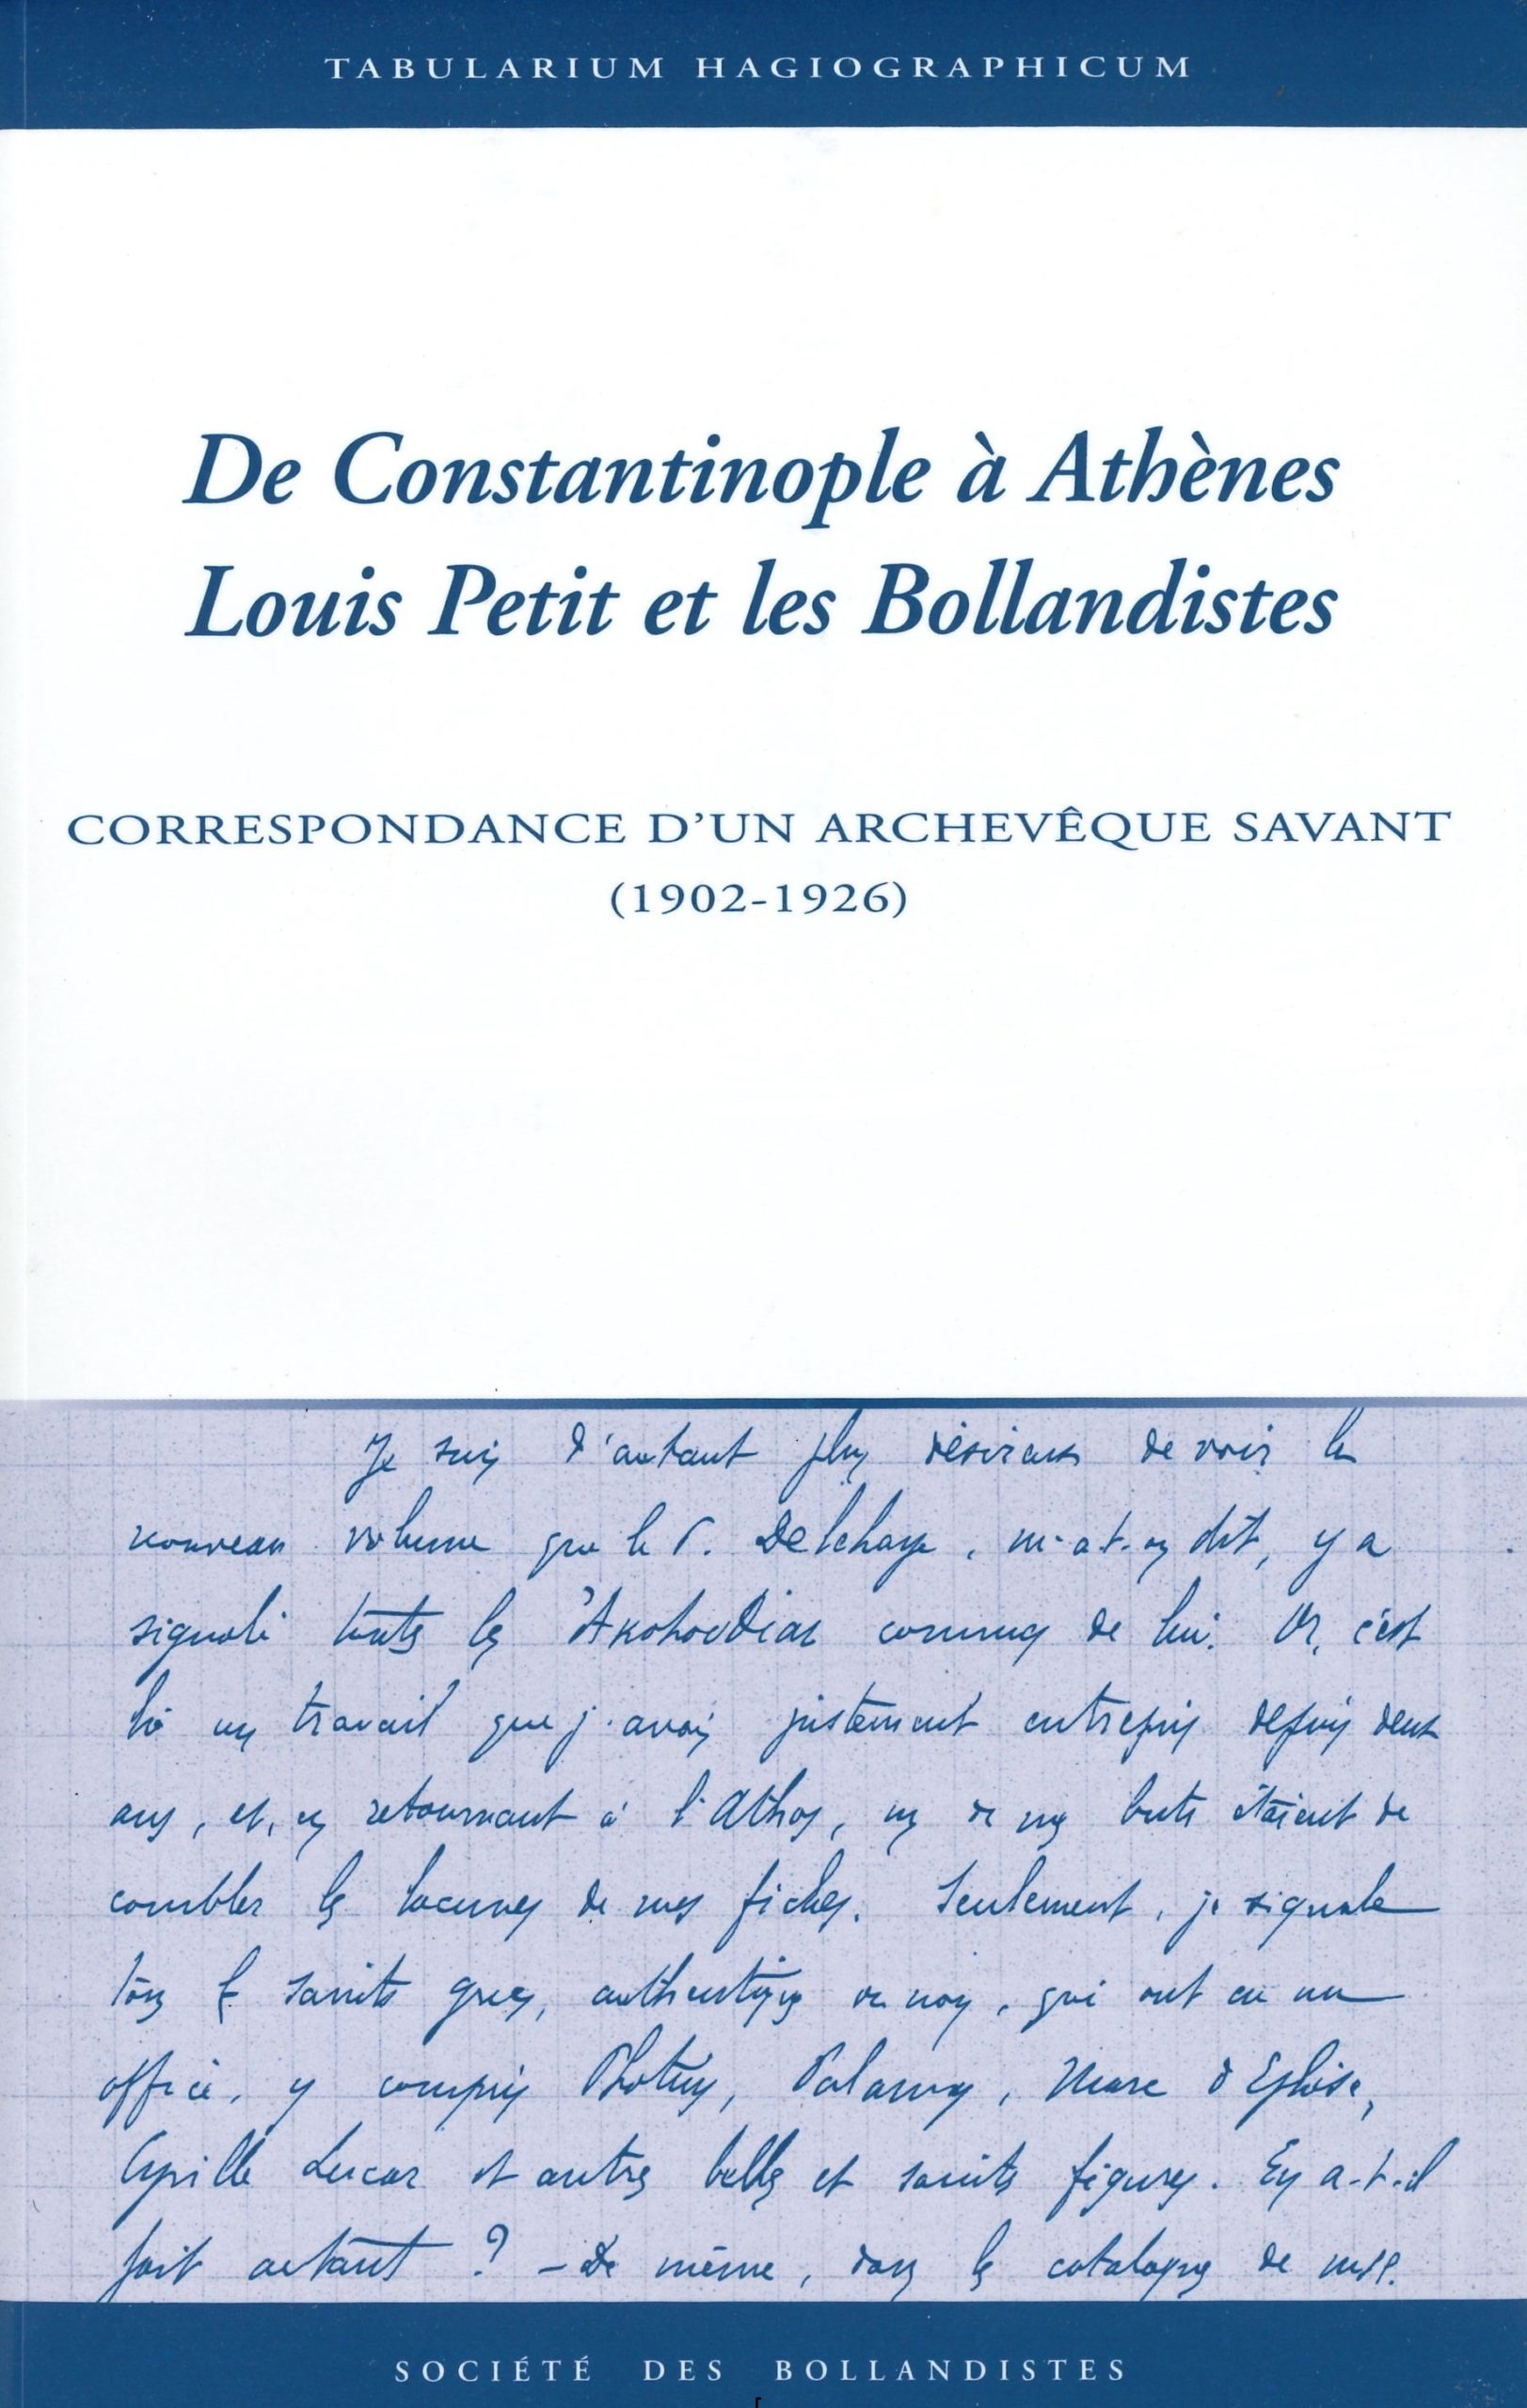 TABULARIUM HAGIOGRAPHICUM
De Constantinople à Athènes
Louis Petit et les Bollandistes
CORRESPONDANCE D'UN ARCHEVÊQUE SAVANT
(1902-1926)
Je suis d'autant plus désireux de voir le
nouveau volume que le P. Delehaye, m'a-t-on dit, y a
signalé toutes les Ἀκολουθίαι connues de lui. Or, c'est
là un travail que j'avais justement entrepris depuis deux
ans, et, en retournant à l'Athos, un de mes buts étaient de
combler les lacunes de mes fiches. Seulement, je signale
tous les saints grecs, authentiques ou non, qui ont eu un
office, y compris Photius, Palamas, Marc d'Ephèse,
Cyrille Lucar et autres belles et saintes figures. En a-t-il
fait autant ? — De même, dans les catalogues de mss.
SOCIÉTÉ DES BOLLANDISTES